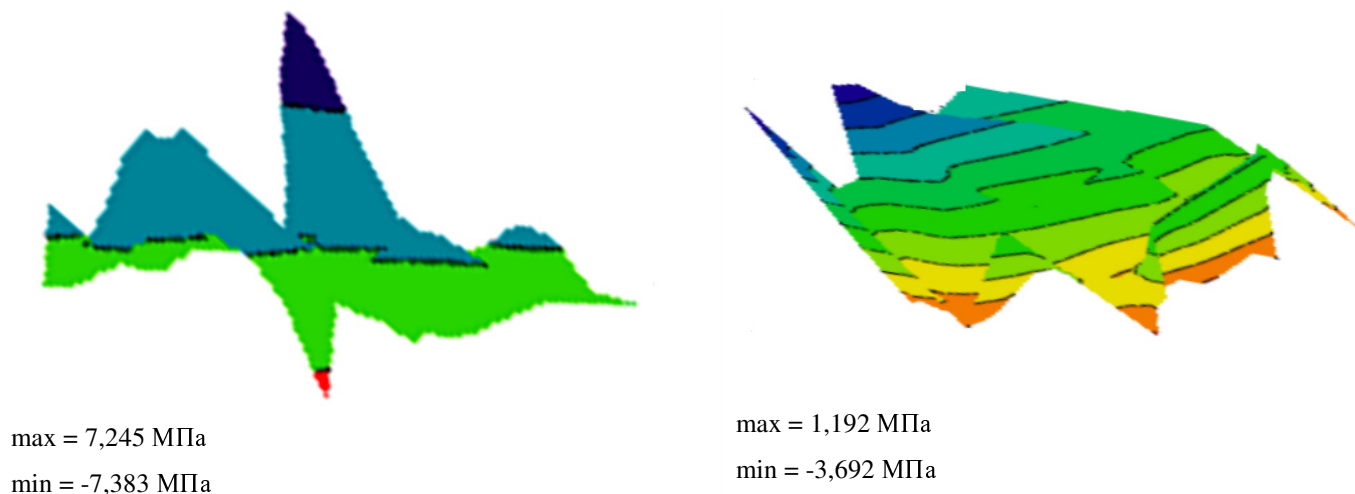 max = 7,245 МПа
min = -7,383 МПа
max = 1,192 МПа
min = -3,692 МПа